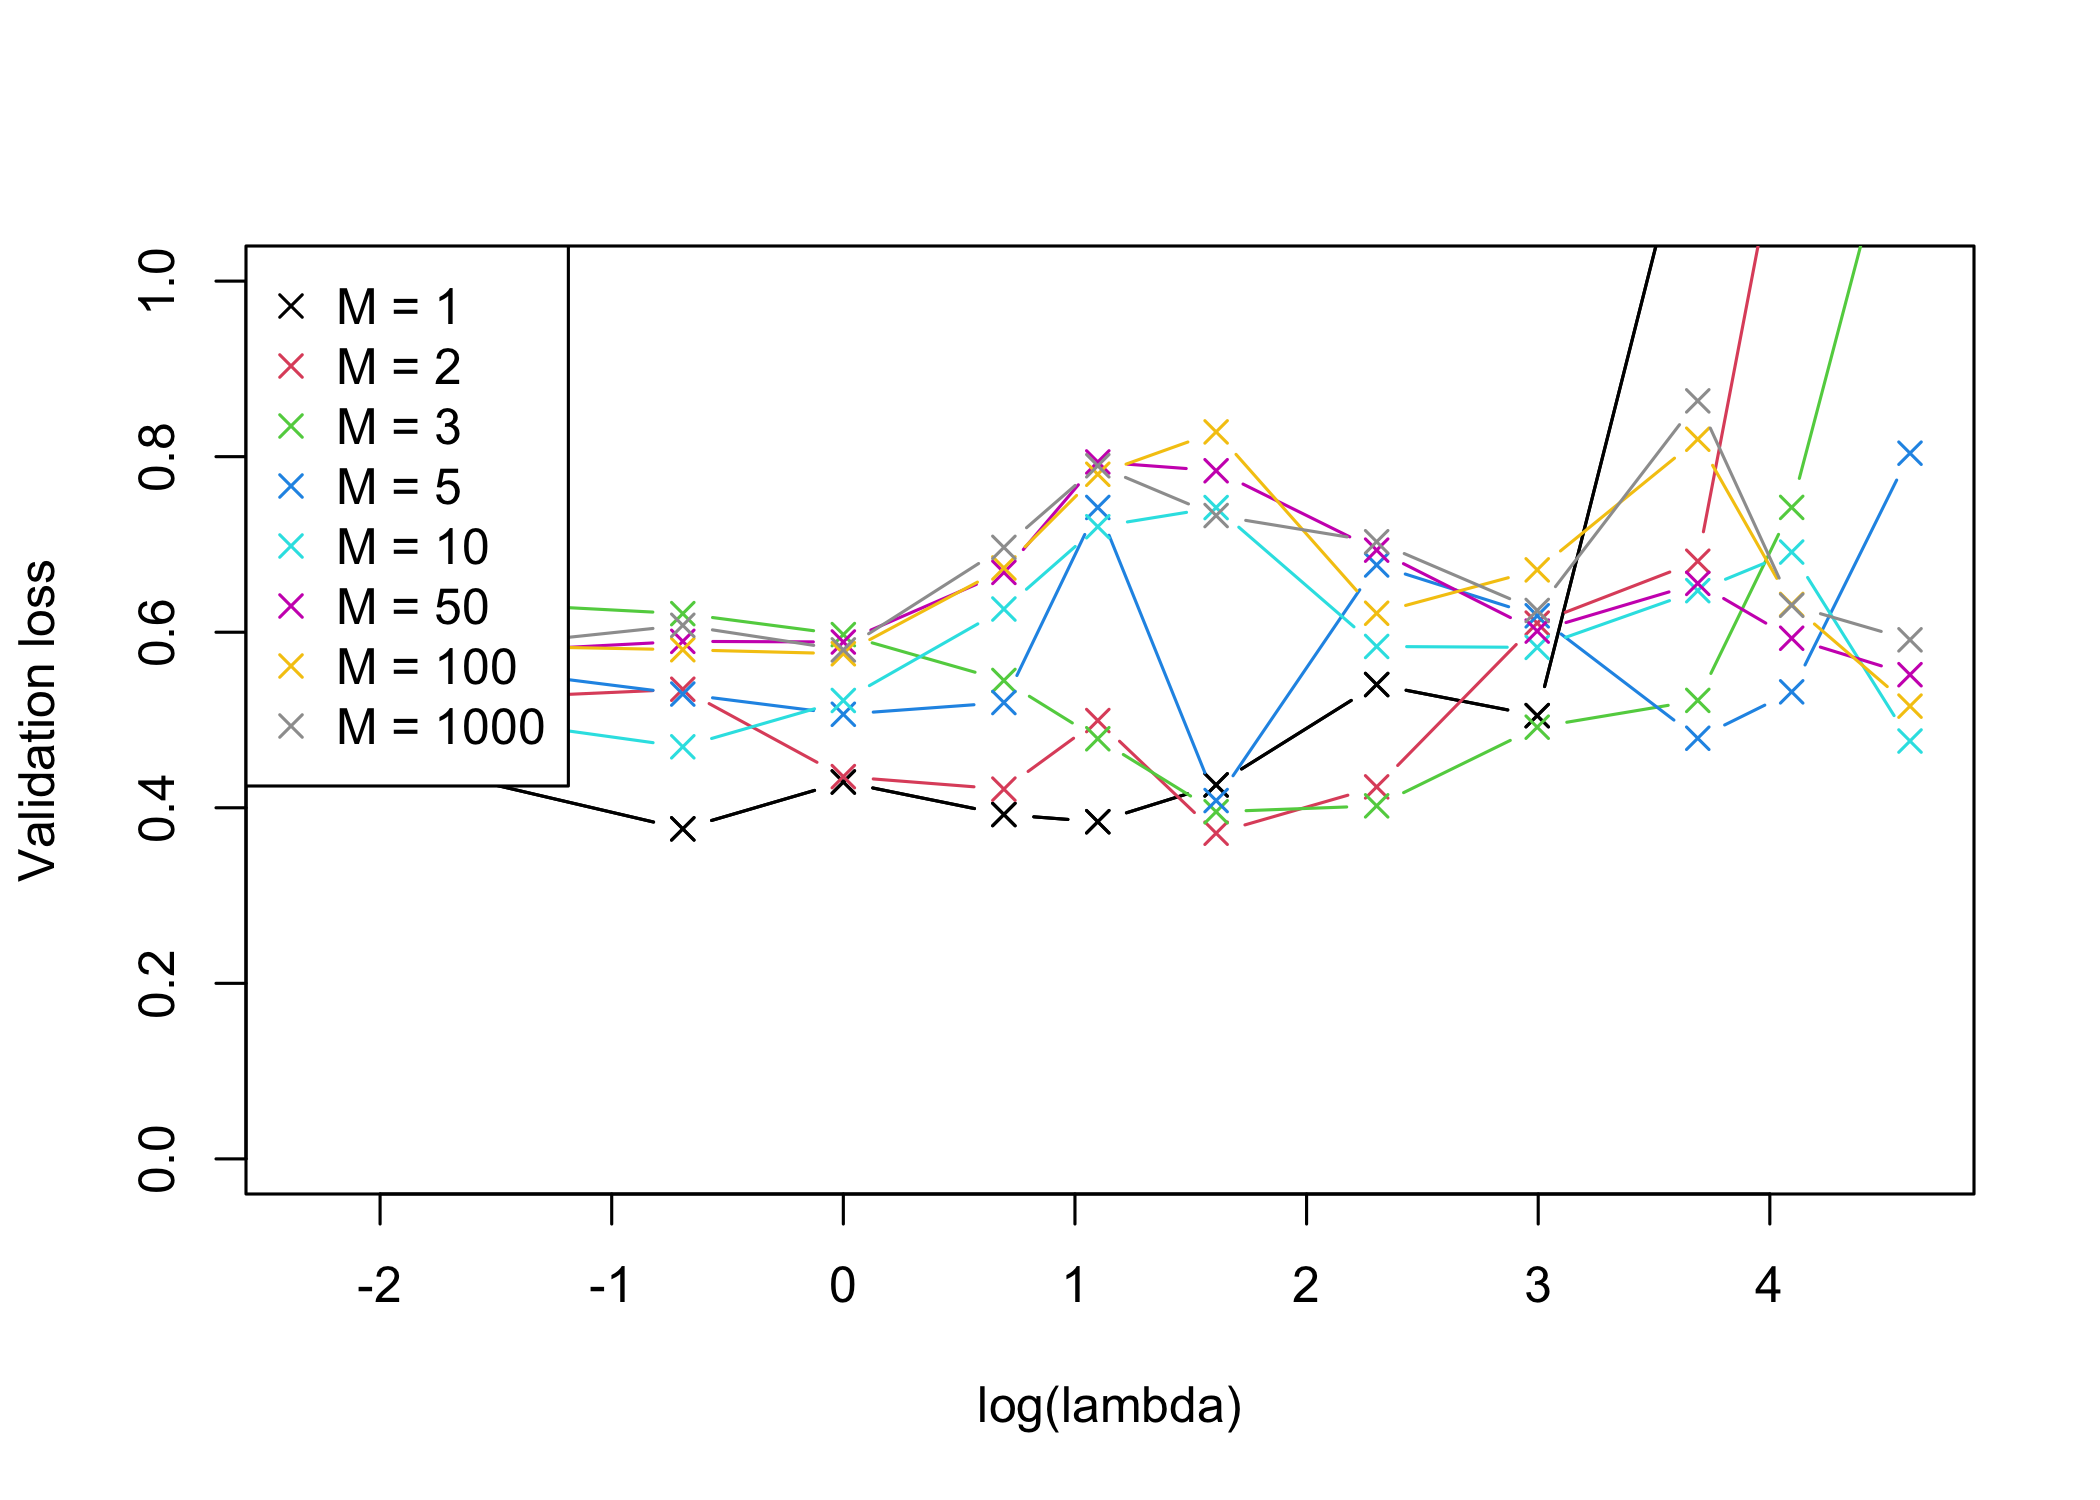 M = 1
M = 2
M = 3
M = 5
M = 10
M = 50
M = 100
M = 1000
Validation loss
1.0
0.8
0.6
0.4
0.2
0.0
-2 -1 0 1 2 3 4
log(lambda)